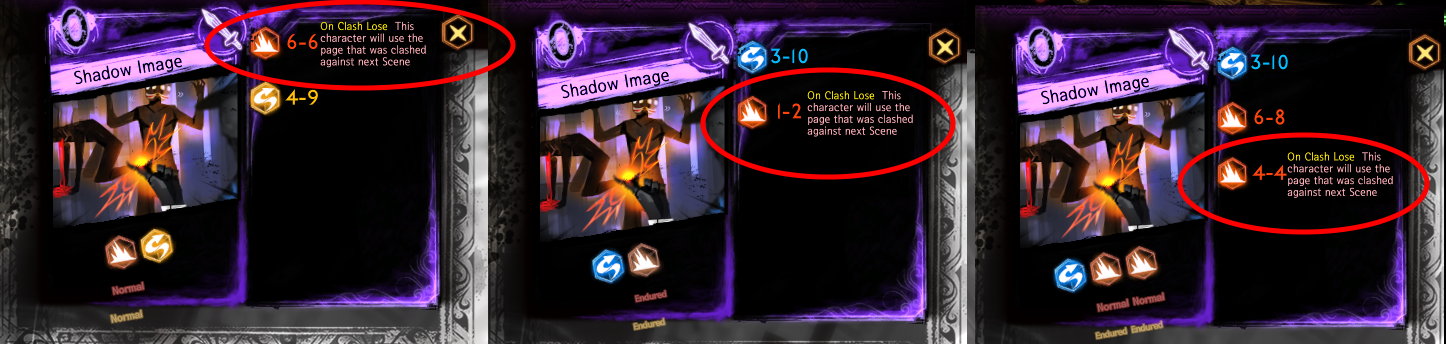 6-6
On Clash Lose This
character will use the
page that was clashed
against next Scene
Shadow Image
4-9
Normal
Normal
3-10
Shadow Image
1-2
On Clash Lose This
character will use the
page that was clashed
against next Scene
Endured
Endured
3-10
Shadow Image
6-8
4-4
On Clash Lose This
character will use the
page that was clashed
against next Scene
Normal Normal
Endured Endured